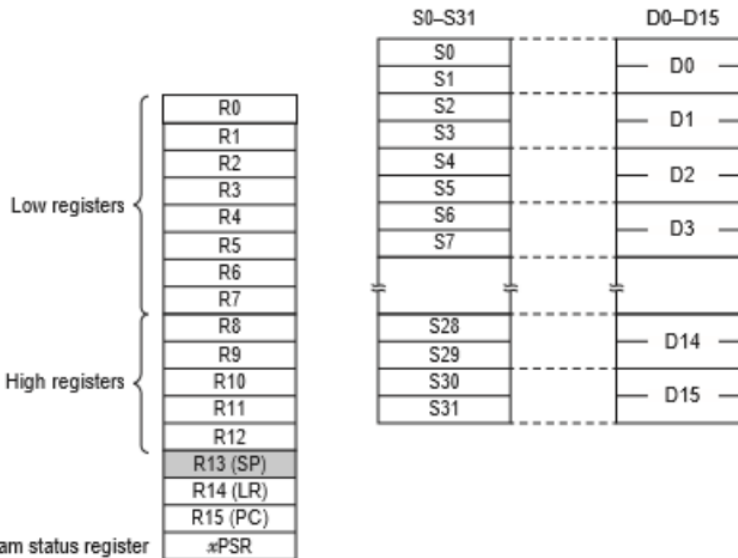 S0–S31
D0–D15
S0
S1
S2
S3
S4
S5
S6
S7
S28
S29
S30
S31
D0
D1
D2
D3
D14
D15
Low registers
High registers
R0
R1
R2
R3
R4
R5
R6
R7
R8
R9
R10
R11
R12
R13 (SP)
R14 (LR)
R15 (PC)
am status register
xPSR